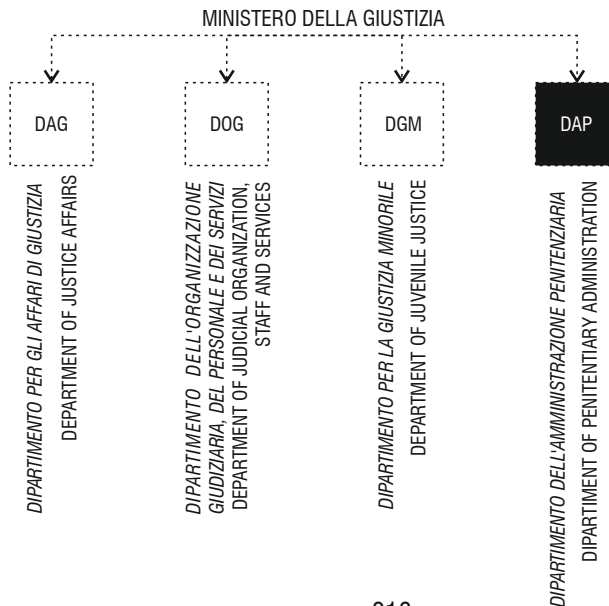 MINISTERO DELLA GIUSTIZIA
DAG
DOG
DGM
DAP
DIPARTIMENTO PER GLI AFFARI DI GIUSTIZIA
DEPARTMENT OF JUSTICE AFFAIRS
DIPARTIMENTO DELL'ORGANIZZAZIONE
GIUDIZIARIA, DEL PERSONALE E DEI SERVIZI
DEPARTMENT OF JUDICIAL ORGANIZATION,
STAFF AND SERVICES
DIPARTIMENTO PER LA GIUSTIZIA MINORILE
DEPARTMENT OF JUVENILE JUSTICE
DIPARTIMENTO DELL'AMMINISTRAZIONE PENITENZIARIA
DIPARTMENT OF PENITENTIARY ADMINISTRATION